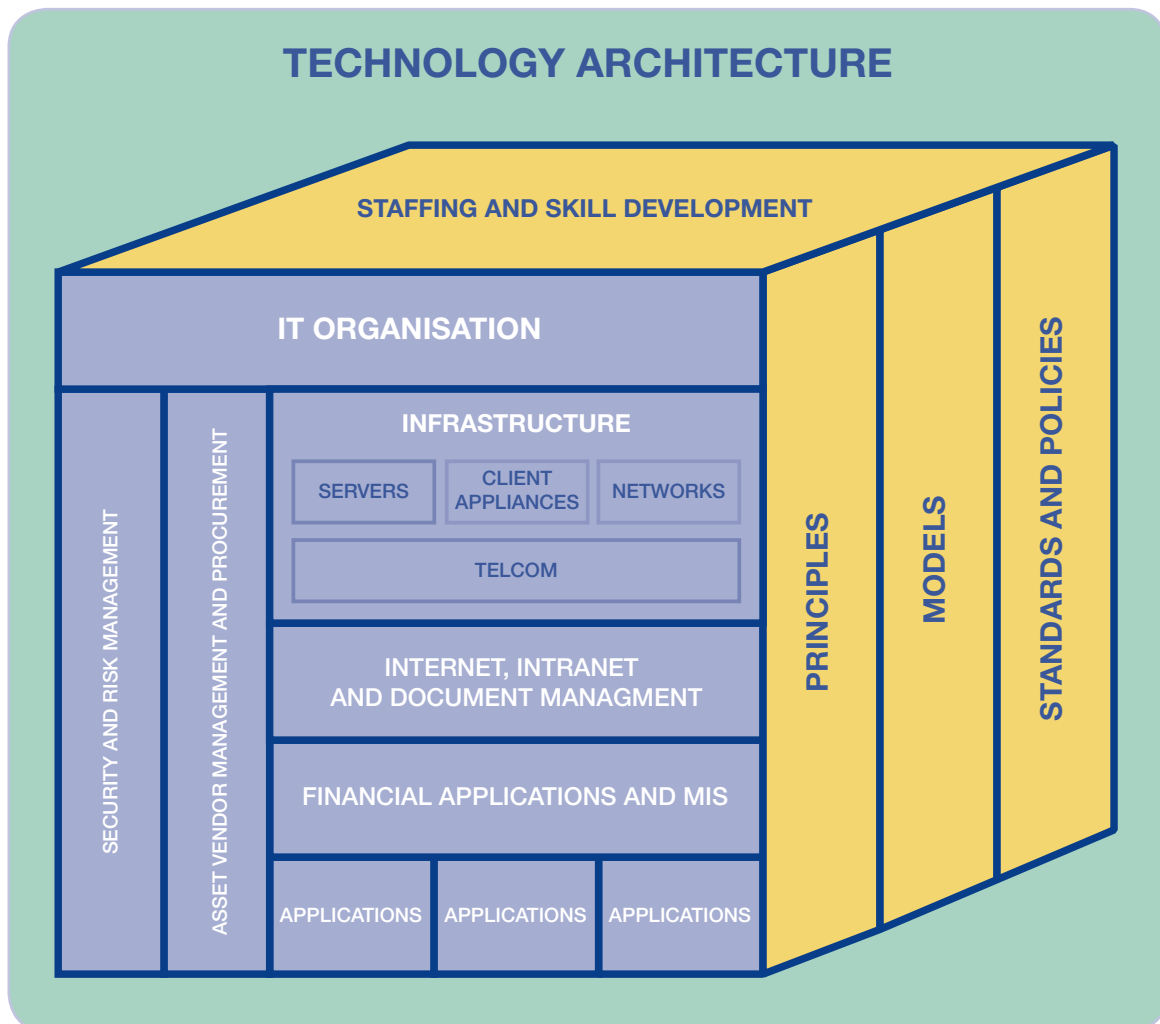 TECHNOLOGY ARCHITECTURE
STAFFING AND SKILL DEVELOPMENT
IT ORGANISATION
SECURITY AND RISK MANAGEMENT
ASSET VENDOR MANAGEMENT AND PROCUREMENT
INFRASTRUCTURE
SERVERS
CLIENT
APPLIANCES
NETWORKS
TELCOM
INTERNET, INTRANET
AND DOCUMENT MANAGMENT
FINANCIAL APPLICATIONS AND MIS
APPLICATIONS
APPLICATIONS
APPLICATIONS
PRINCIPLES
MODELS
STANDARDS AND POLICIES